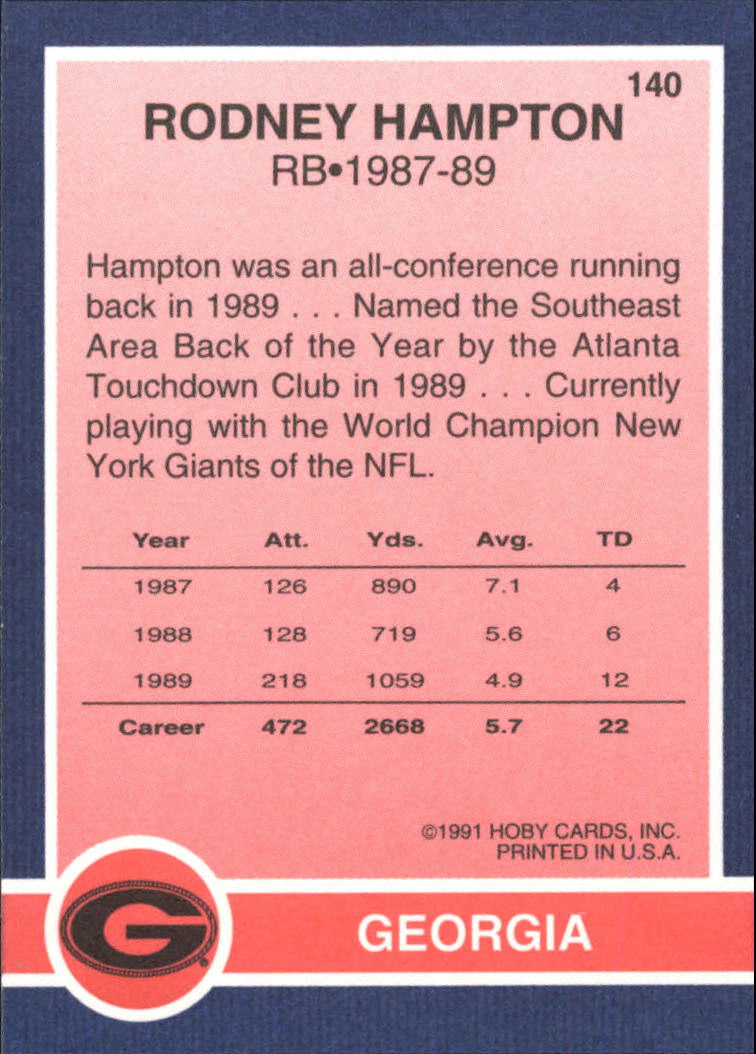 140
RODNEY HAMPTON
RB•1987-89
Hampton was an all-conference running
back in 1989 . . . Named the Southeast
Area Back of the Year by the Atlanta
Touchdown Club in 1989 . . . Currently
playing with the World Champion New
York Giants of the NFL.
Year Att. Yds. Avg. TD
1987 126 890 7.1 4
1988 128 719 5.6 6
1989 218 1059 4.9 12
Career 472 2668 5.7 22
©1991 HOBY CARDS, INC.
PRINTED IN U.S.A.
G ®
GEORGIA